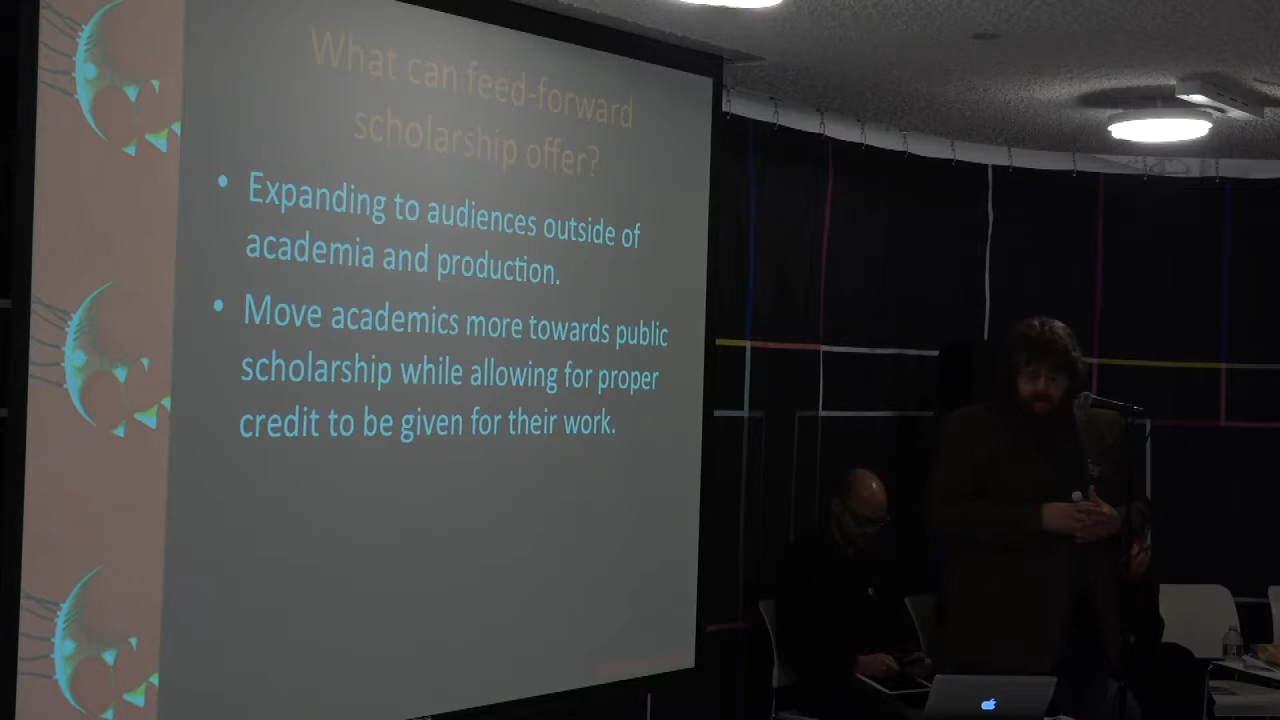 What can feed-forward
scholarship offer?
• Expanding to audiences outside of
academia and production.
• Move academics more towards public
scholarship while allowing for proper
credit to be given for their work.